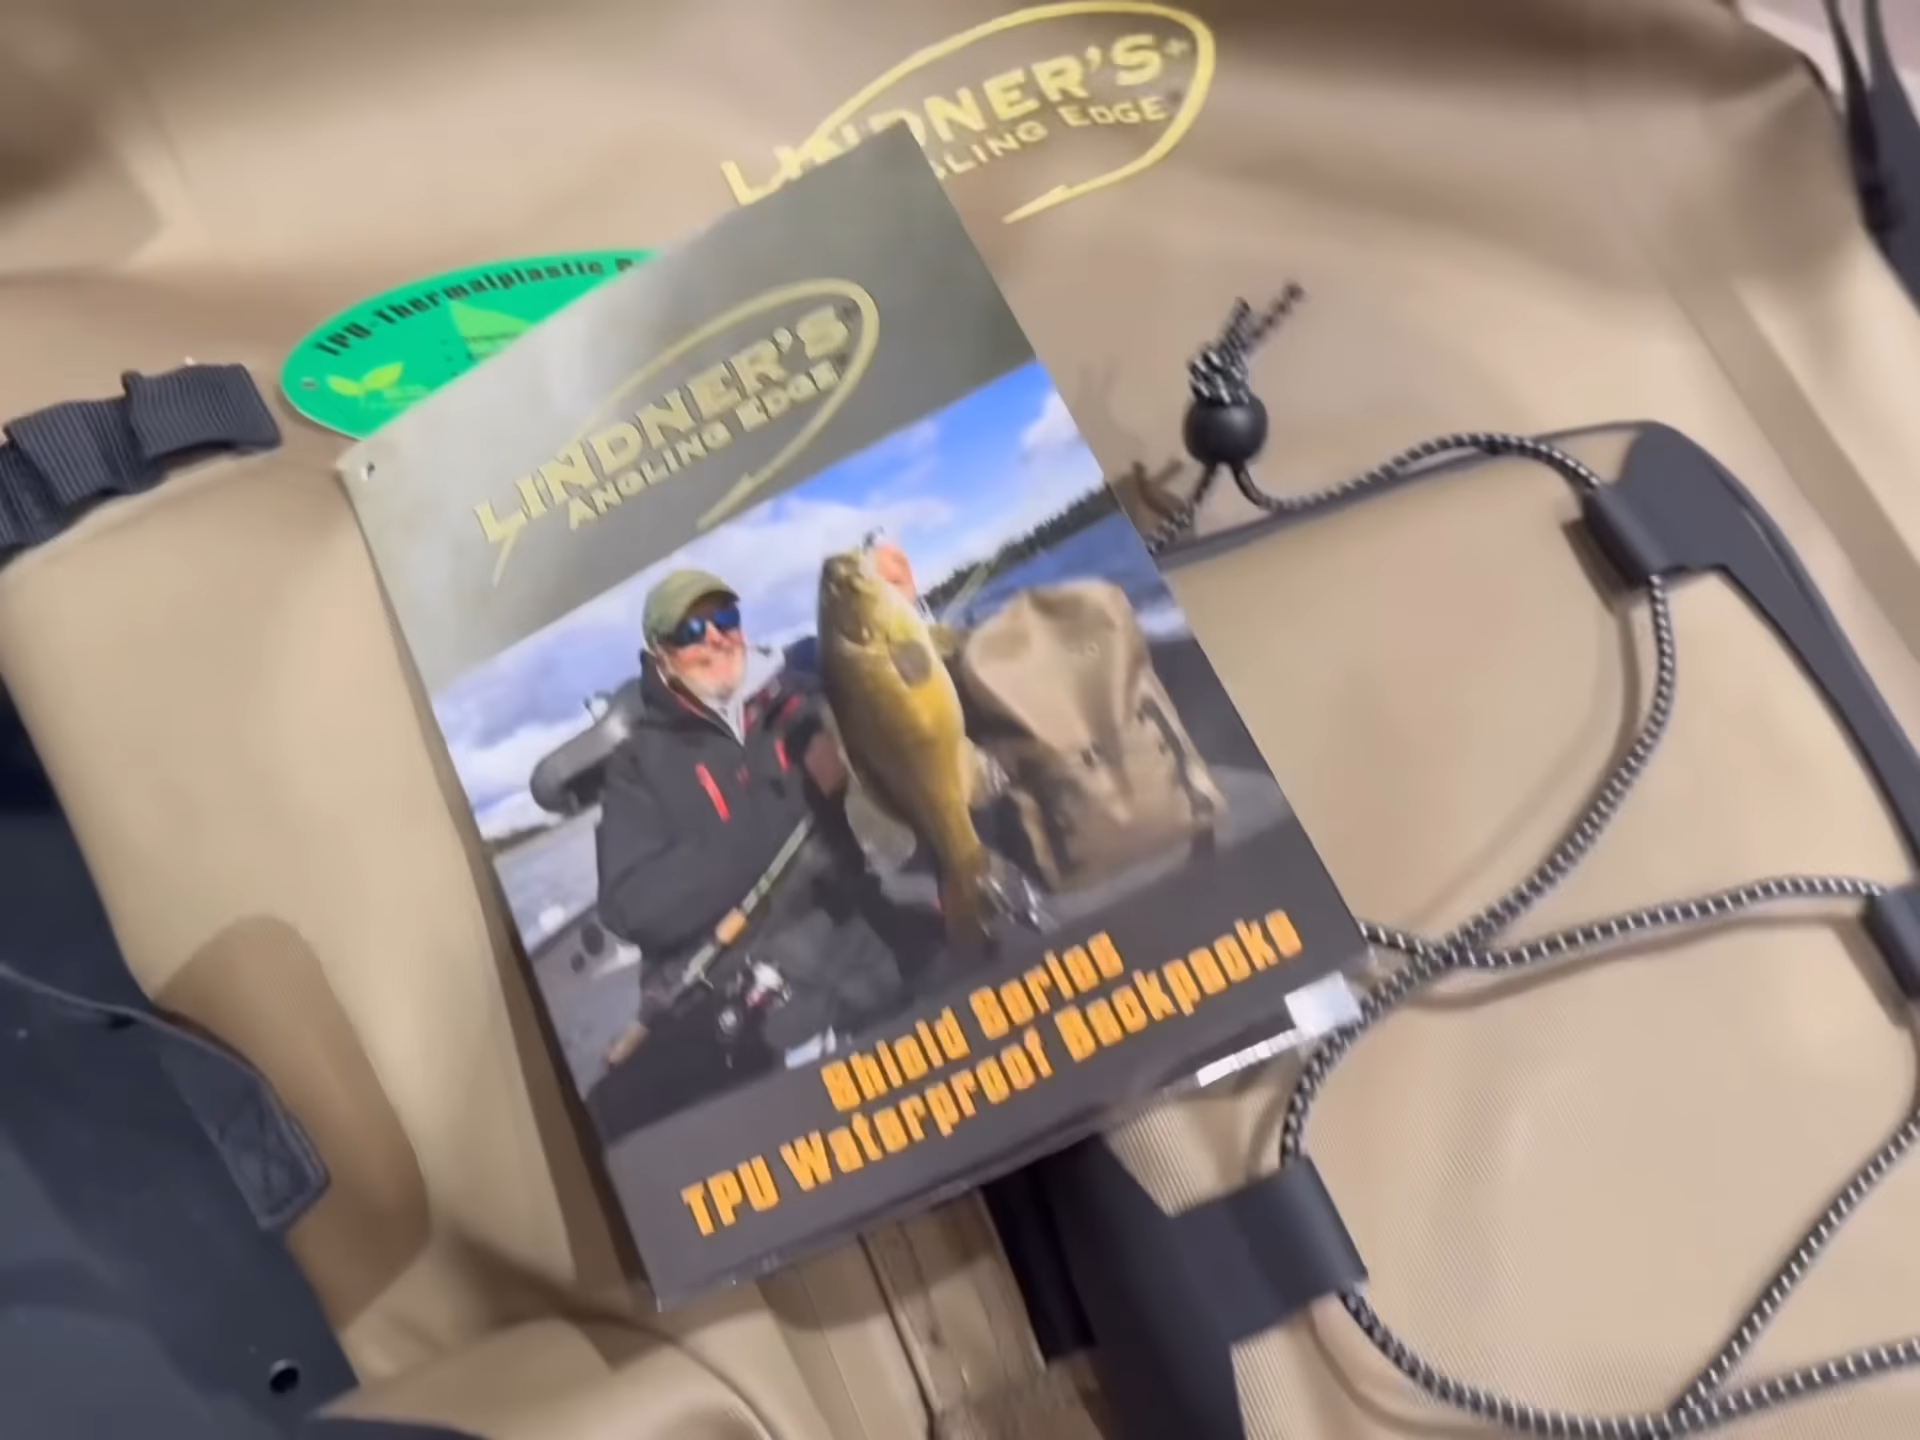 LINDNER'S
ANGLING EDGE
TPU-Thermalplastic
LINDNER'S
ANGLING EDGE
Shield Series
TPU Waterproof Backpacks